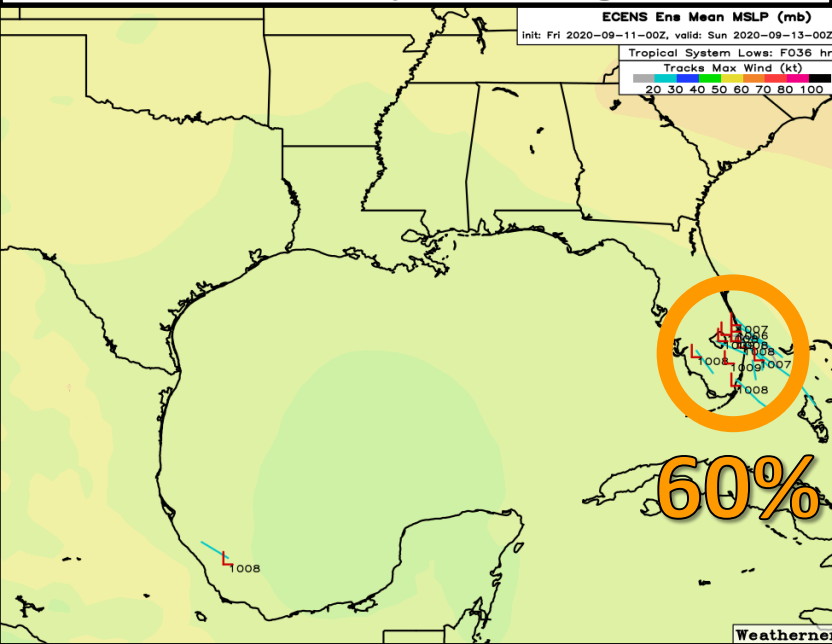 ECENS Ens Mean MSLP (mb)
init: Fri 2020-09-11-00Z, valid: Sun 2020-09-13-00Z
Tropical System Lows: F036 hr
Tracks Max Wind (kt)
20 30 40 50 60 70 80 100
1007
1008
1008
1007
1009
1008
60%
1008
Weatherne